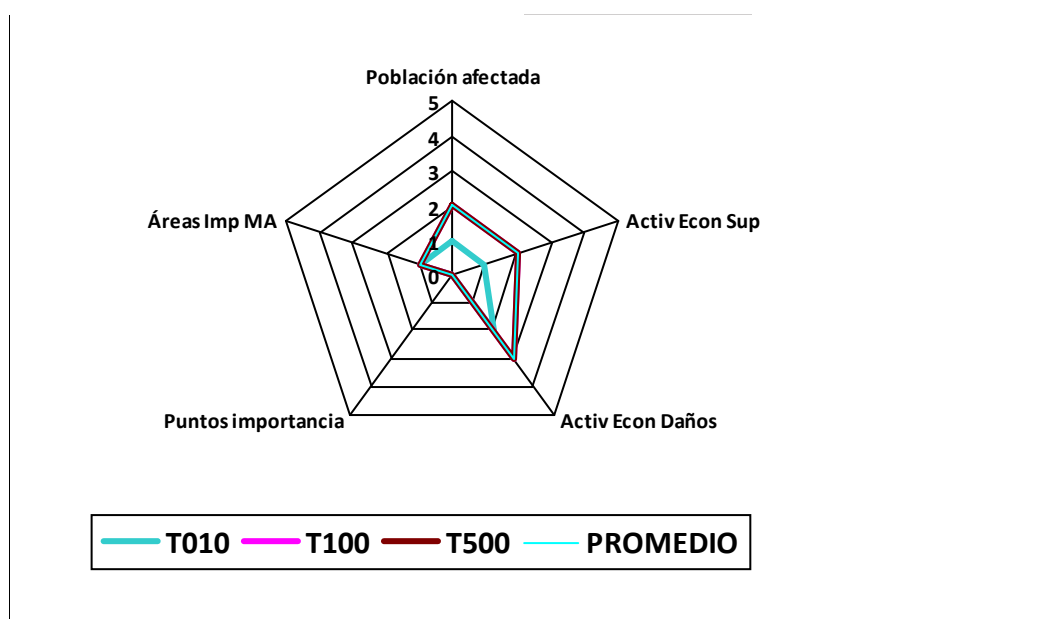 Población afectada
5
4
3
2
1
0
Áreas Imp MA
Activ Econ Sup
Puntos importancia
Activ Econ Daños
T010 T100 T500 PROMEDIO